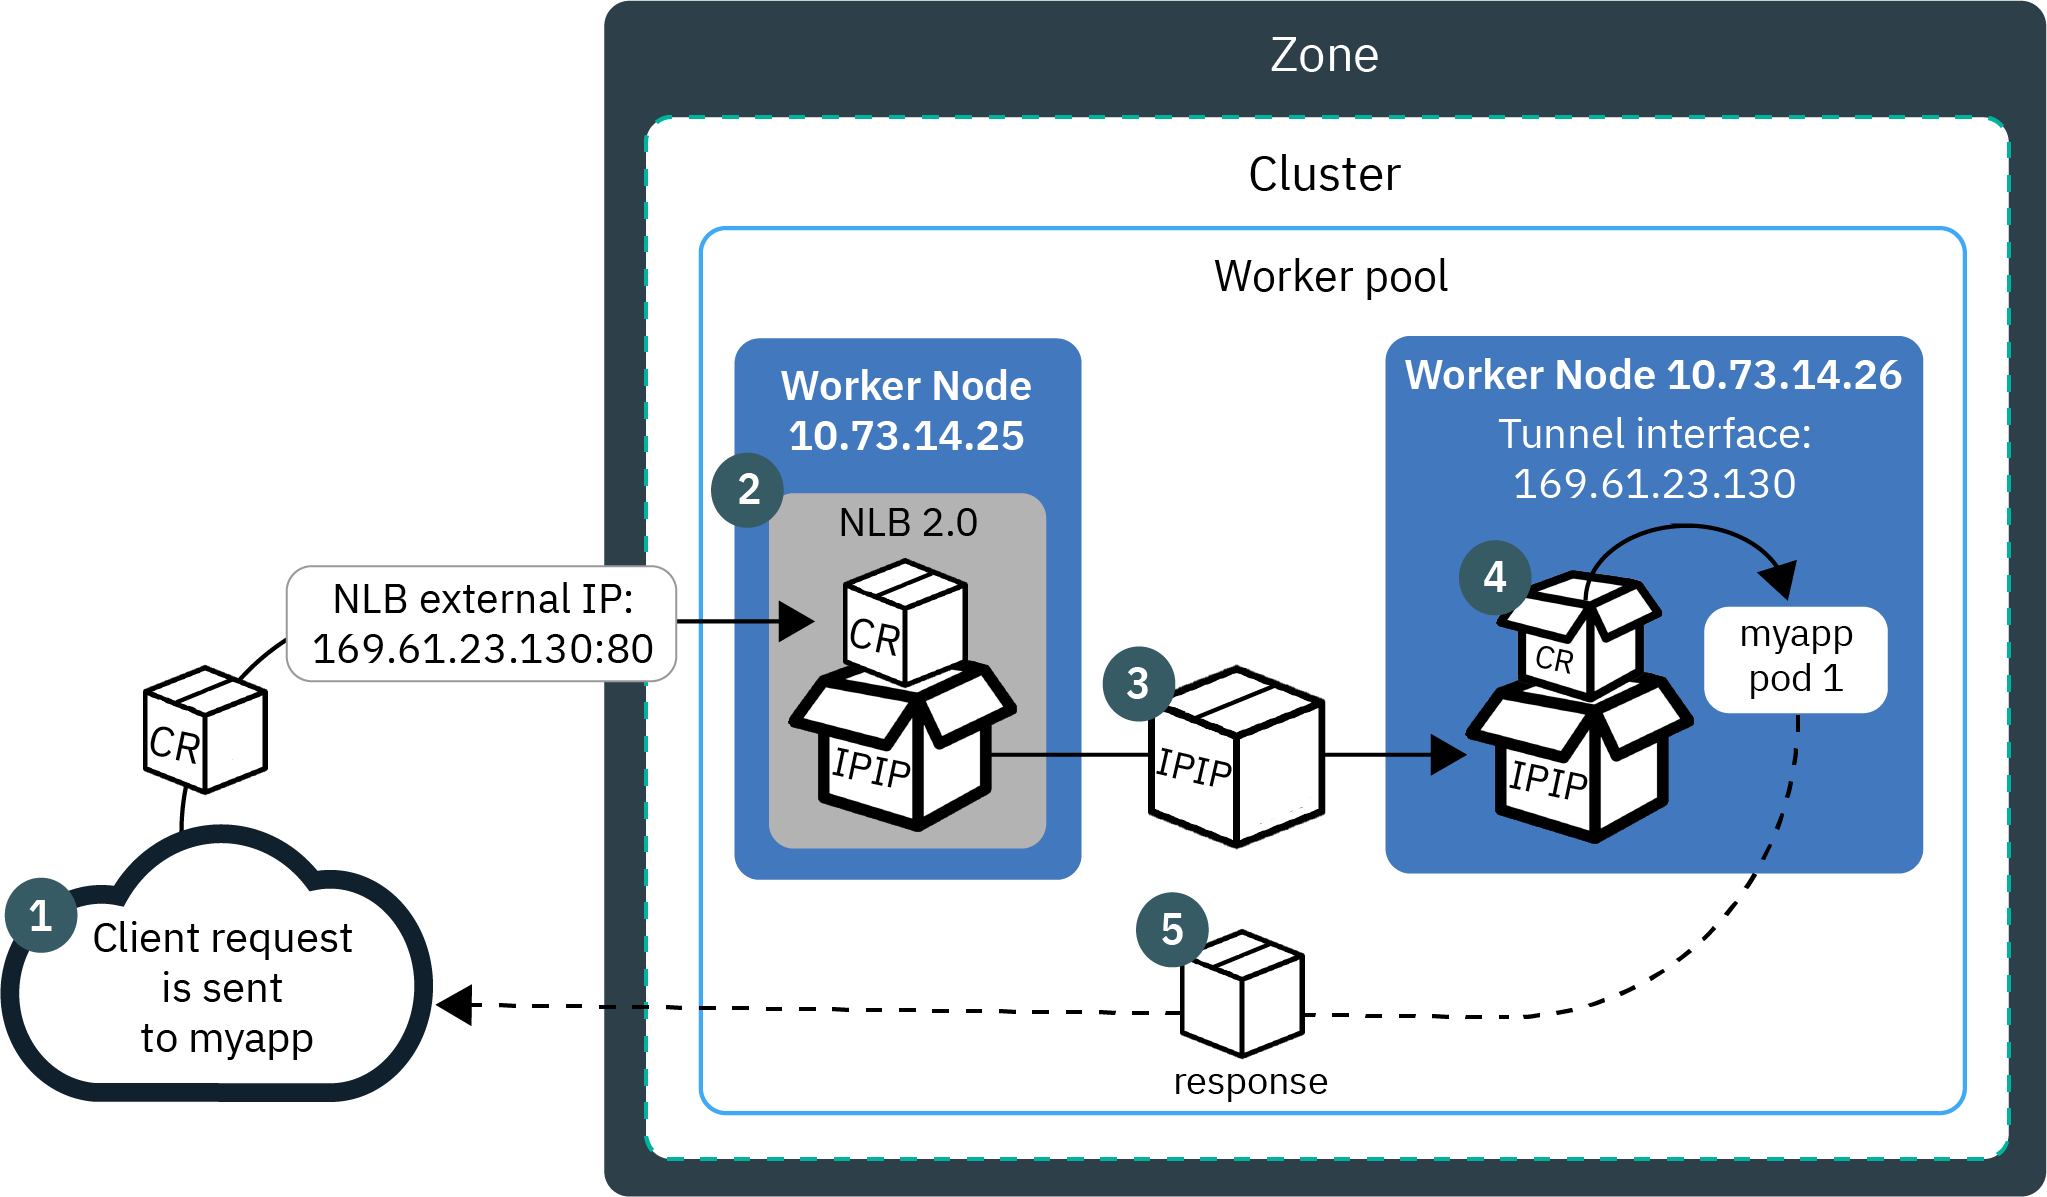 Zone
Cluster
Worker pool
Worker Node
10.73.14.25
2
NLB 2.0
CR
IPIP
NLB external IP:
169.61.23.130:80
CR
1
Client request
is sent
to myapp
3
IPIP
Worker Node 10.73.14.26
Tunnel interface:
169.61.23.130
4
CR
IPIP
myapp
pod 1
5
response